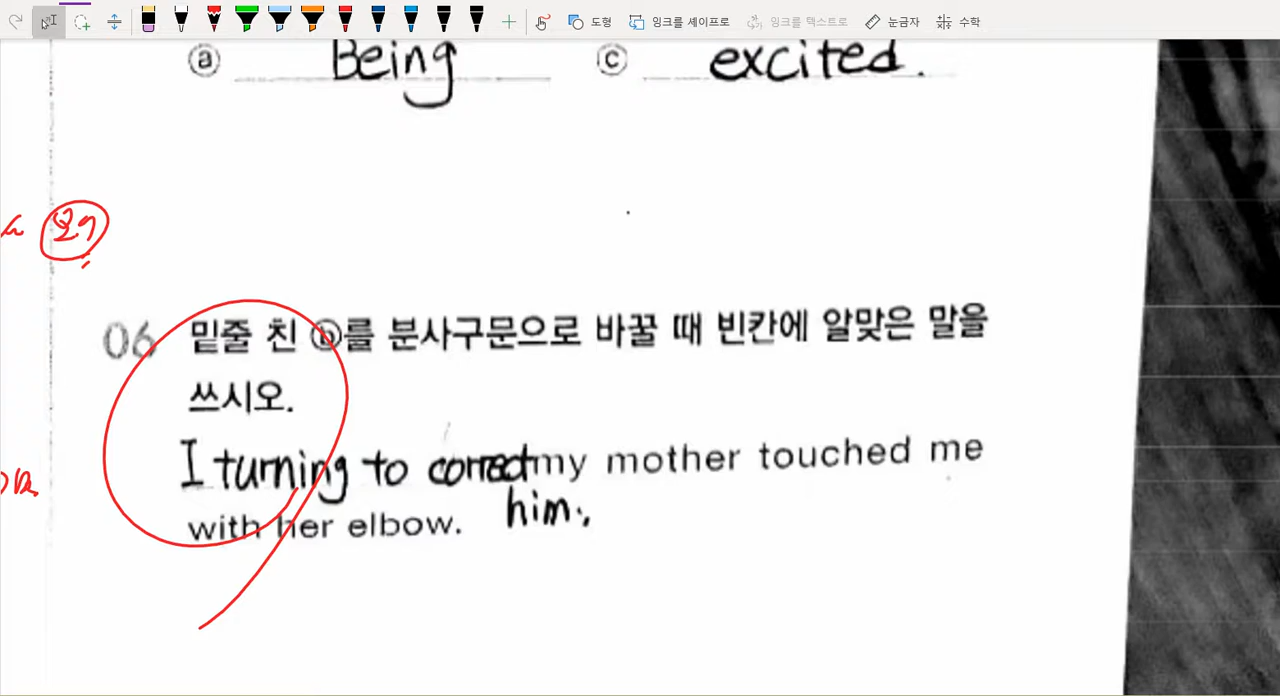 도형 잉크를 셰이프로 잉크를 텍스트로 눈금자 수학
ⓐ Being ⓒ excited.
06 밑줄 친 ⓑ를 분사구문으로 바꿀 때 빈칸에 알맞은 말을
쓰시오.
I turning to correct my mother touched me
him.,
with her elbow.